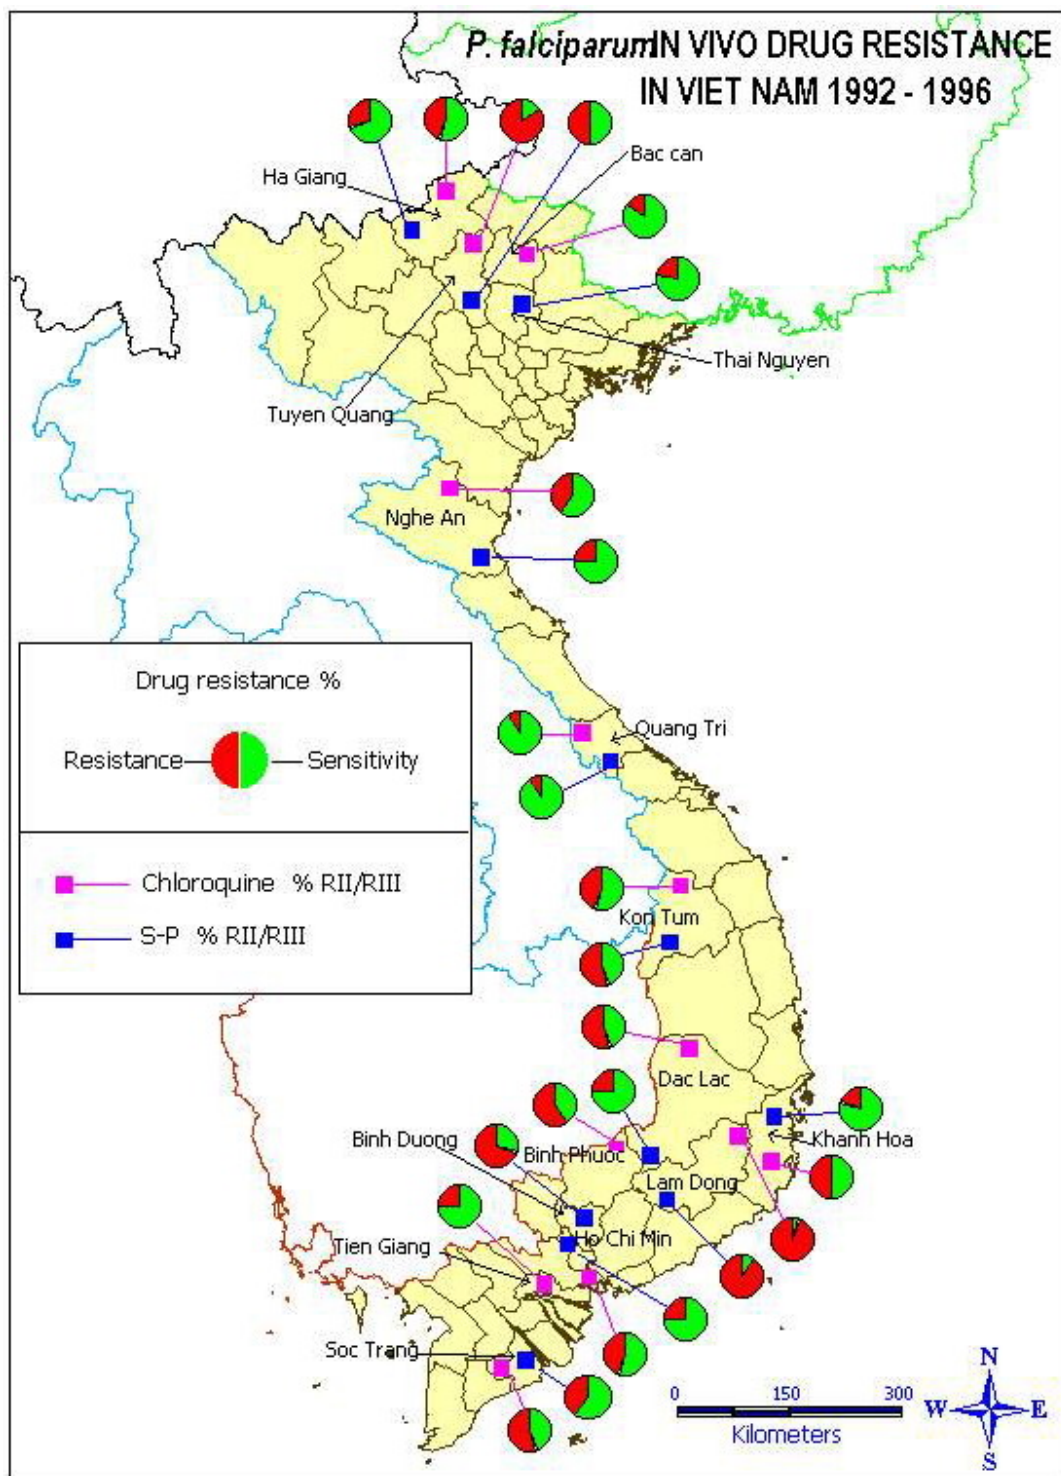 P. falciparumIN VIVO DRUG RESISTANCE
IN VIET NAM 1992 - 1996
Bac can
Ha Giang
Thai Nguyen
Tuyen Quang
Nghe An
Drug resistance %
Resistance
Sensitivity
Quang Tri
Chloroquine % RII/RIII
S-P % RII/RIII
Kon Tum
Dac Lac
Binh Duong
Binh Phuoc
Khanh Hoa
Lam Dong
Ho Chi Min
Tien Giang
Soc Trang
0 150 300
Kilometers
N
W E
S